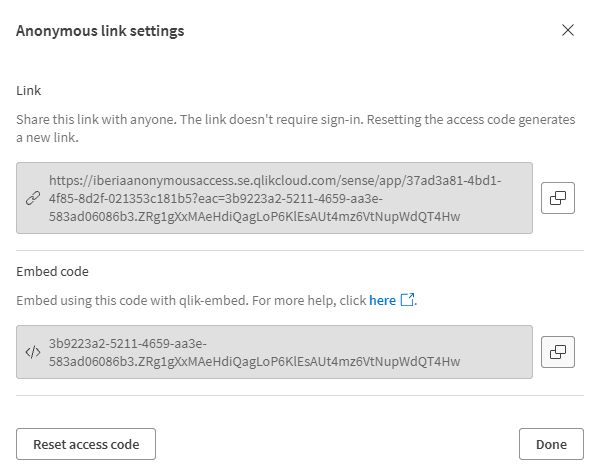 Anonymous link settings
Link
Share this link with anyone. The link doesn't require sign-in. Resetting the access code generates
a new link.
https://iberiaanonymousaccess.se.qlikcloud.com/sense/app/37ad3a81-4bd1-
4f85-8d2f-021353c181b5?eac=3b9223a2-5211-4659-aa3e-
583ad06086b3.ZRg1gXxMAeHdiQagLoP6KlEsAUt4mz6VtNupWdQT4Hw
Embed code
Embed using this code with qlik-embed. For more help, click here.
3b9223a2-5211-4659-aa3e-
583ad06086b3.ZRg1gXxMAeHdiQagLoP6KlEsAUt4mz6VtNupWdQT4Hw
Reset access code
Done